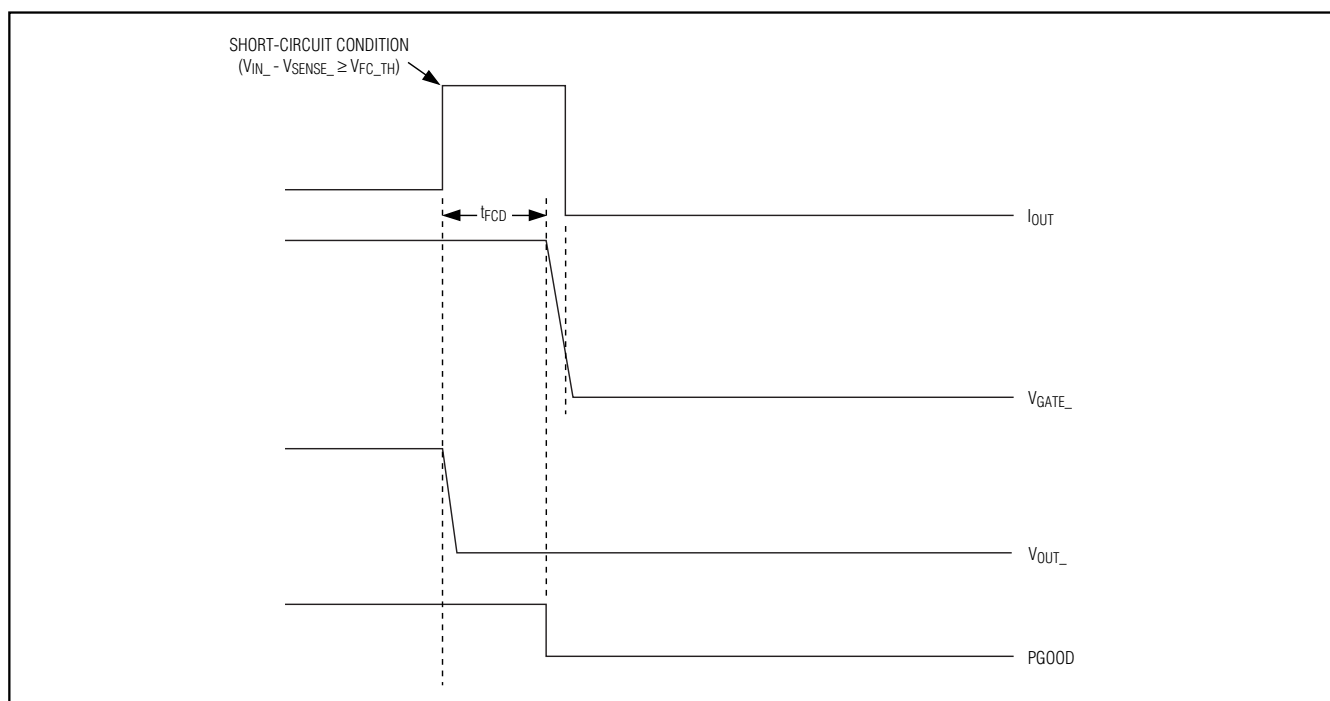 SHORT-CIRCUIT CONDITION
(VIN_ - VSENSE_ ≥ VFC_TH)
tFCD
IOUT
VGATE_
VOUT_
PGOOD